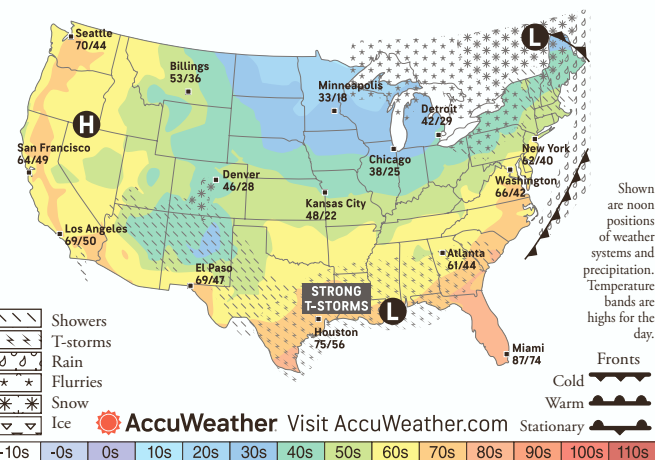 Seattle
70/44
Billings
53/36
Minneapolis
33/18
Detroit
42/29
L
H
San Francisco
64/49
Chicago
38/25
New York
62/40
Denver
46/28
Washington
66/42
Kansas City
48/22
Los Angeles
69/50
Atlanta
61/44
El Paso
69/47
STRONG
T-STORMS
L
Houston
75/56
Miami
87/74
Shown
are noon
positions
of weather
systems and
precipitation.
Temperature
bands are
highs for the
day.
Showers
T-storms
Rain
Flurries
Snow
Ice
Fronts
Cold
Warm
Stationary
AccuWeather Visit AccuWeather.com
-10s -0s 0s 10s 20s 30s 40s 50s 60s 70s 80s 90s 100s 110s